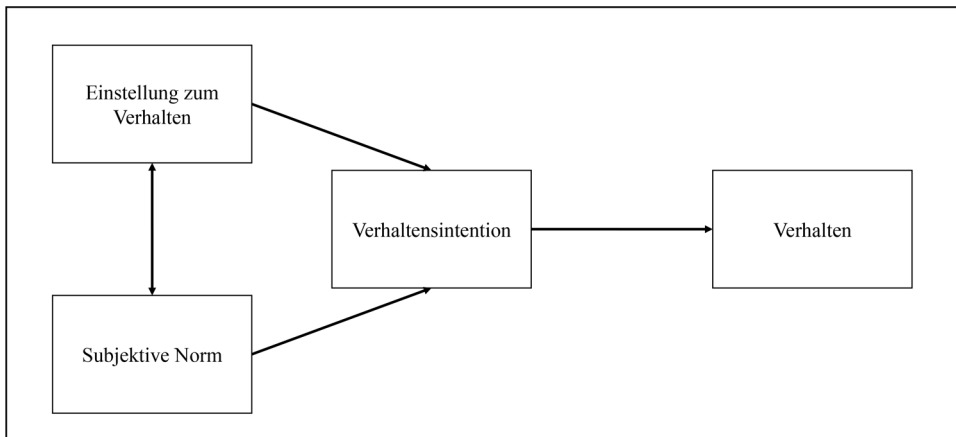 Einstellung zum
Verhalten
Verhaltensintention
Verhalten
Subjektive Norm